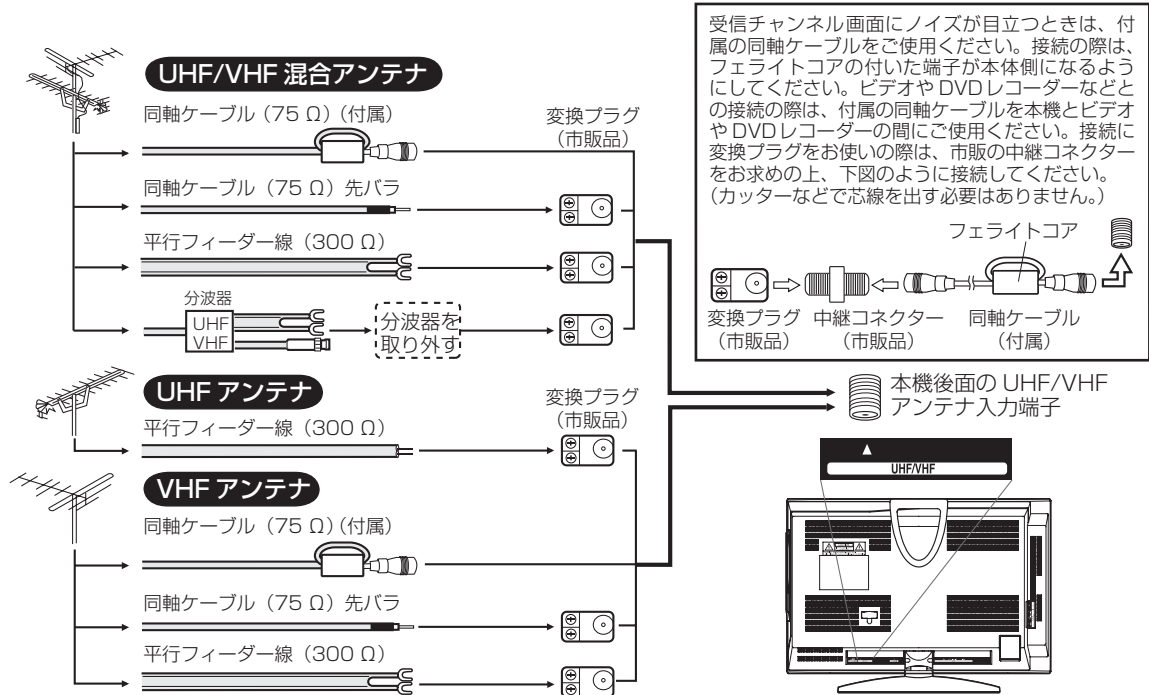 UHF/VHF 混合アンテナ
同軸ケーブル（75 Ω）（付属）
変換プラグ
（市販品）
同軸ケーブル（75 Ω）先バラ
平行フィーダー線（300 Ω）
分波器
UHF
VHF
分波器を
取り外す
UHF アンテナ
平行フィーダー線（300 Ω）
変換プラグ
（市販品）
VHF アンテナ
同軸ケーブル（75 Ω）（付属）
同軸ケーブル（75 Ω）先バラ
平行フィーダー線（300 Ω）
受信チャンネル画面にノイズが目立つときは、付
属の同軸ケーブルをご使用ください。接続の際は、
フェライトコアの付いた端子が本体側になるよう
にしてください。ビデオや DVD レコーダーなどと
の接続の際は、付属の同軸ケーブルを本機とビデオ
や DVD レコーダーの間にご使用ください。接続に
変換プラグをお使いの際は、市販の中継コネクター
をお求めの上、下図のように接続してください。
（カッターなどで芯線を出す必要はありません。）
フェライトコア
変換プラグ
（市販品）
中継コネクター
（市販品）
同軸ケーブル
（付属）
本機後面の UHF/VHF
アンテナ入力端子
UHF/VHF